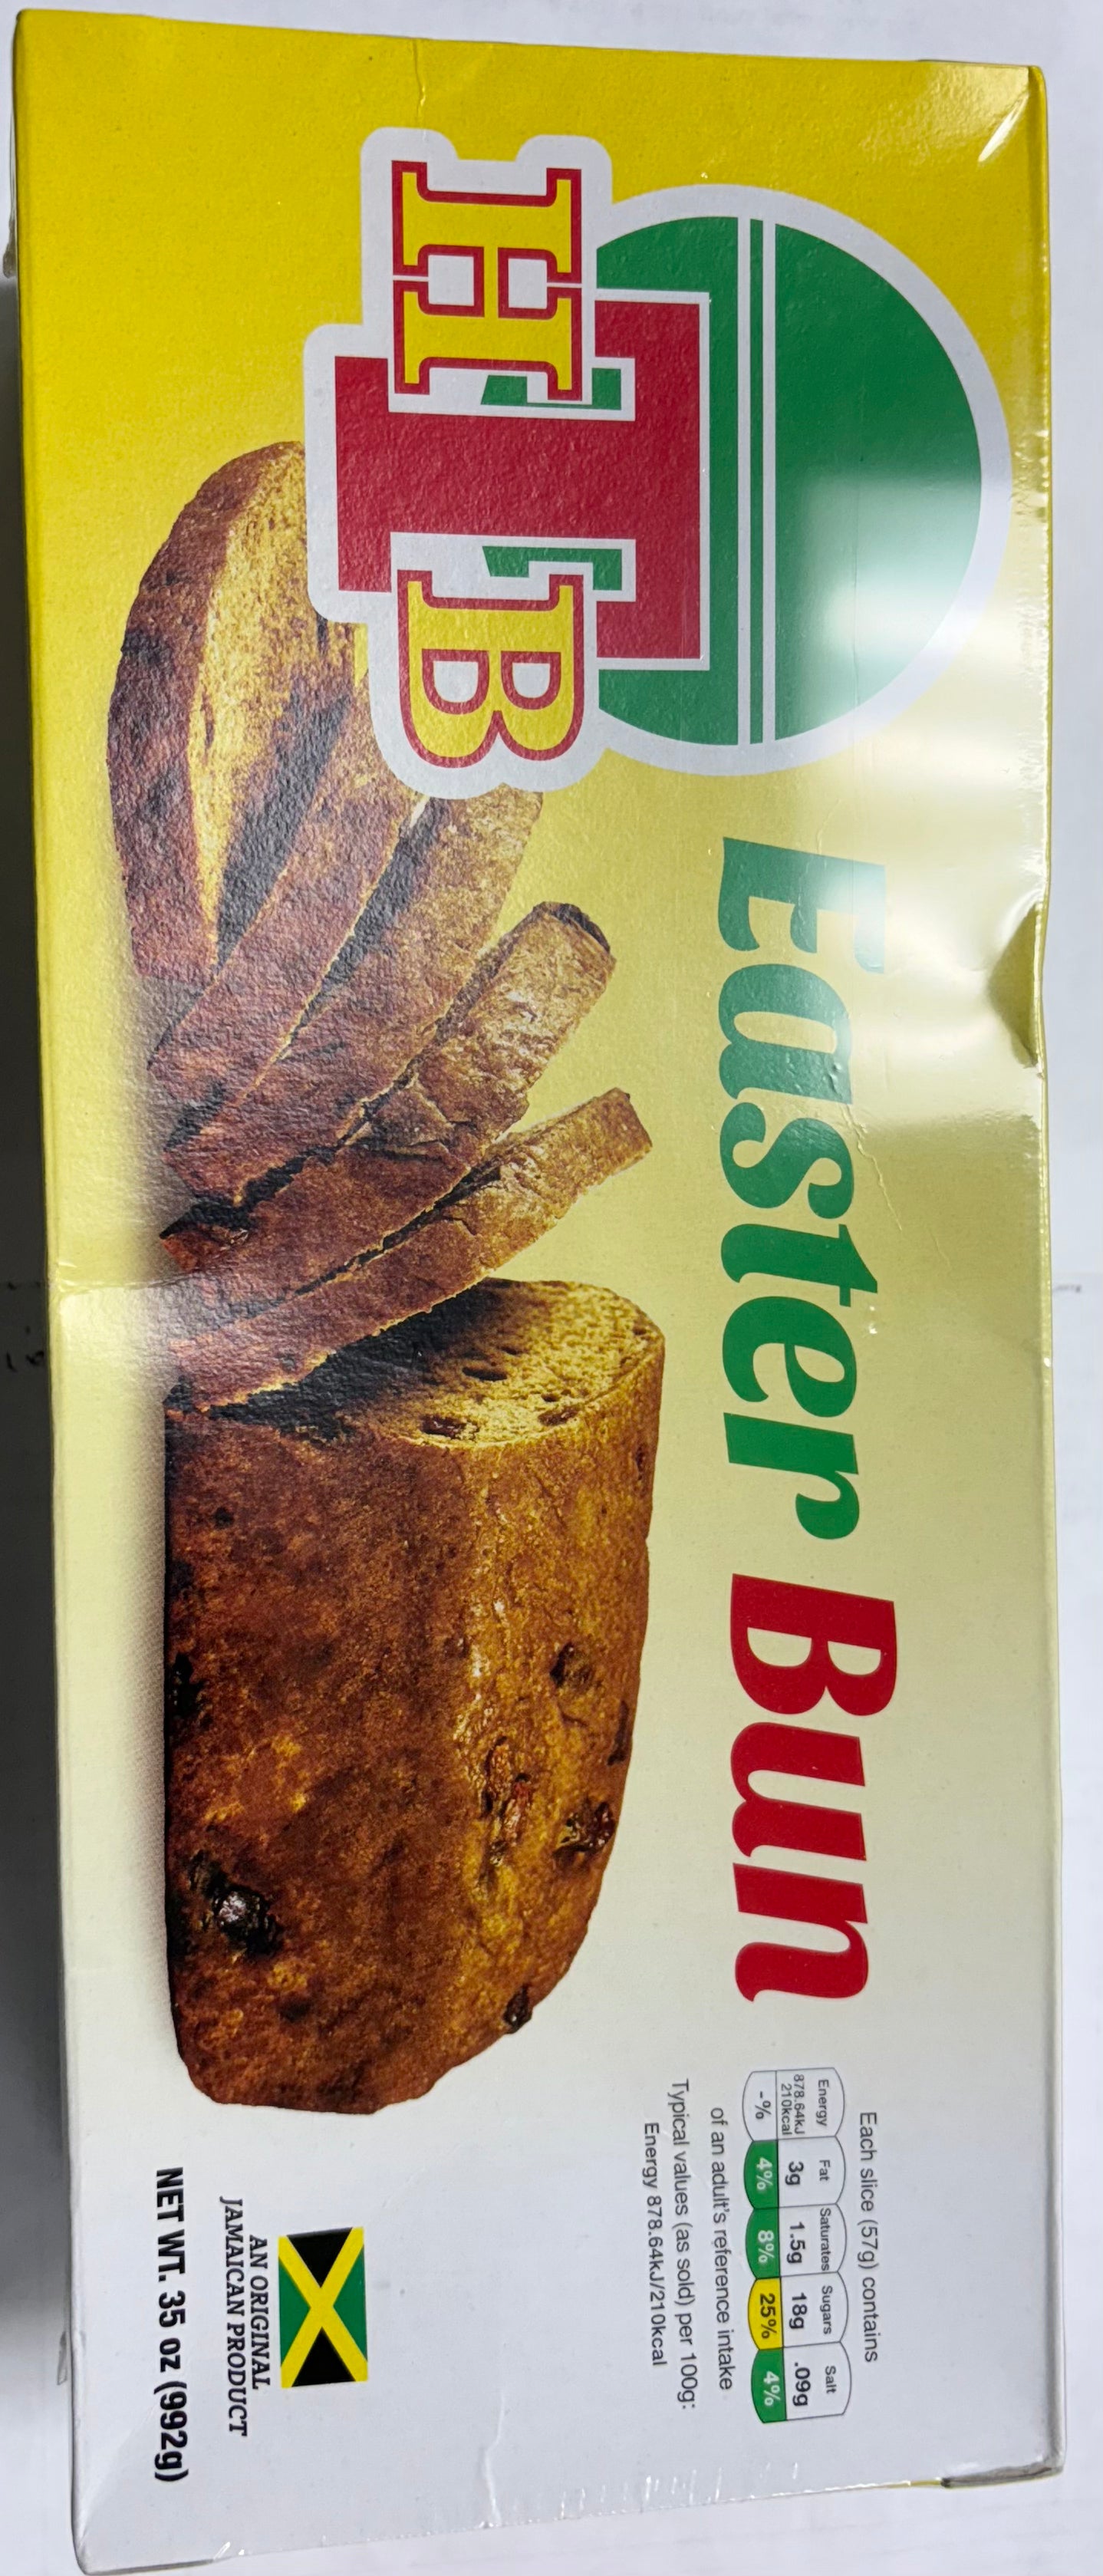 HTB
Easter Bun
Each slice (57g) contains
Energy Fat Saturates Sugars Salt
878.64kJ 3g 1.5g 18g .09g
210kcal
-% 4% 8% 25% 4%
of an adult's reference intake
Typical values (as sold) per 100g:
Energy 878.64kJ/210kcal
AN ORIGINAL
JAMAICAN PRODUCT
NET WT. 35 oz (992g)